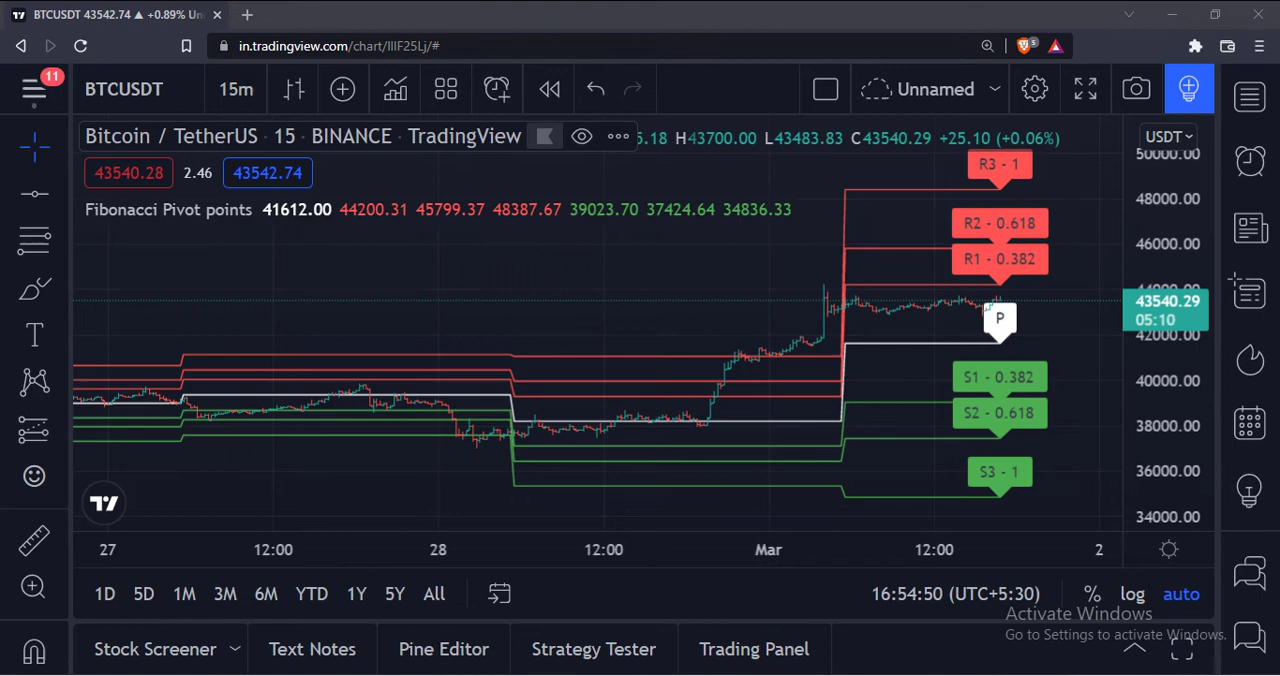 BTCUSDT 43542.74 ▲ +0.89% Un
in.tradingview.com/chart/IIIF25Lj/#
5
11
BTCUSDT
15m
Unnamed
Bitcoin / TetherUS · 15 · BINANCE · TradingView
5.18 H43700.00 L43483.83 C43540.29 +25.10 (+0.06%)
USDT
43540.28 2.46 43542.74
Fibonacci Pivot points 41612.00 44200.31 45799.37 48387.67 39023.70 37424.64 34836.33
R3 - 1
R2 - 0.618
R1 - 0.382
P
S1 - 0.382
S2 - 0.618
S3 - 1
50000.00
48000.00
46000.00
44000.00
43540.29
05:10
42000.00
40000.00
38000.00
36000.00
34000.00
27 12:00 28 12:00 Mar 12:00 2
1D 5D 1M 3M 6M YTD 1Y 5Y All
16:54:50 (UTC+5:30) % log auto
Activate Windows
Go to Settings to activate Windows.
Stock Screener Text Notes Pine Editor Strategy Tester Trading Panel